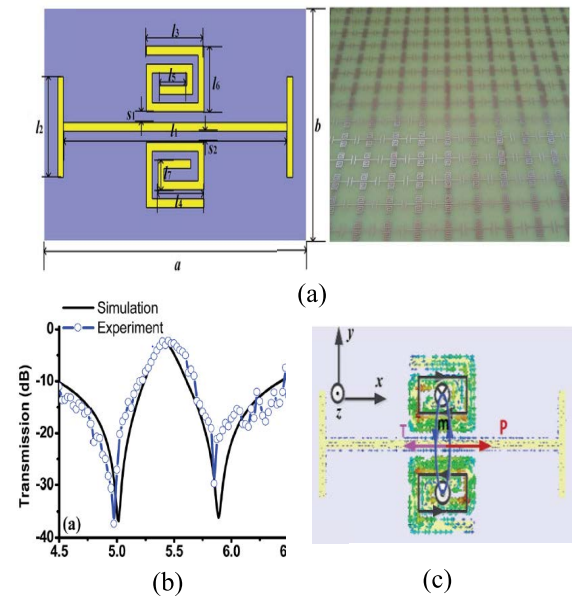 l3
l5
l6
s1
l2
l1
s2
b
l7
l4
a
(a)
Simulation
Experiment
Transmission (dB)
0
-10
-20
-30
-40
(a)
4.5 5.0 5.5 6.0 6
(b)
y
x
z
m
T
P
(c)